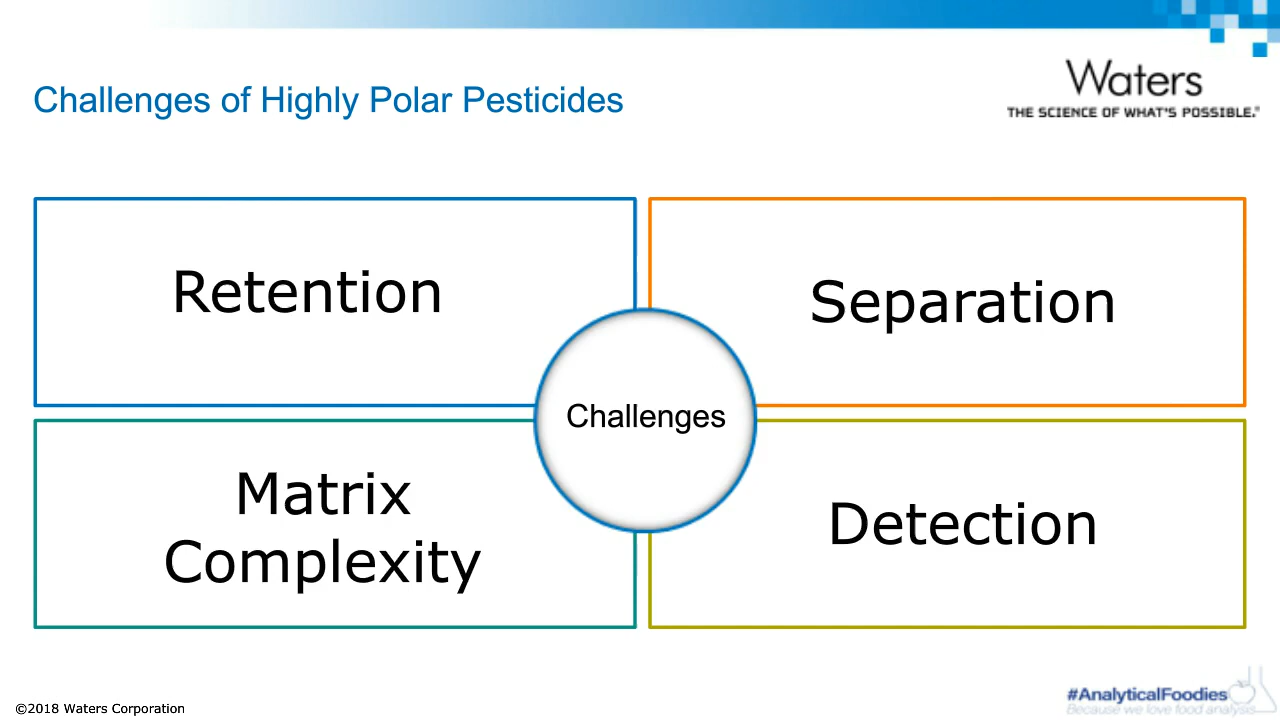 Waters
THE SCIENCE OF WHAT'S POSSIBLE.®
Challenges of Highly Polar Pesticides
Retention
Separation
Challenges
Matrix
Complexity
Detection
#AnalyticalFoodies
Because we love food analysis
©2018 Waters Corporation